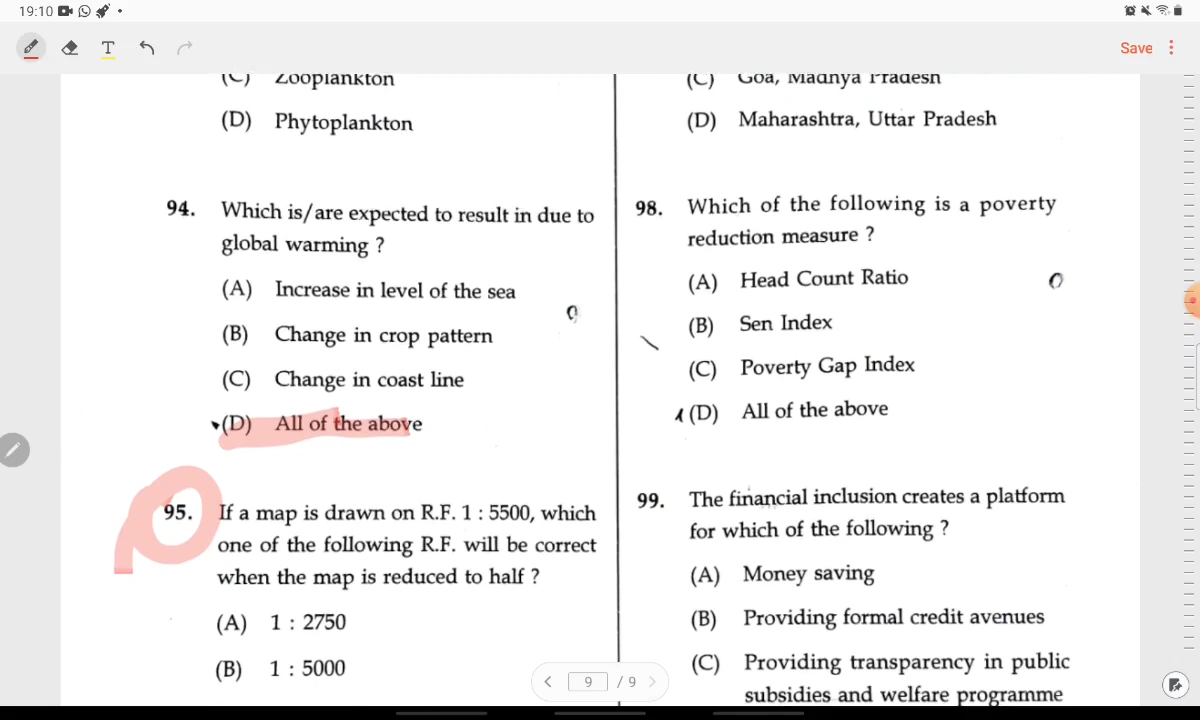 19:10
T
Save
(C) Zooplankton
(D) Phytoplankton
94. Which is/are expected to result in due to
global warming ?
(A) Increase in level of the sea
(B) Change in crop pattern
(C) Change in coast line
(D) All of the above
95. If a map is drawn on R.F. 1 : 5500, which
one of the following R.F. will be correct
when the map is reduced to half ?
(A) 1 : 2750
(B) 1 : 5000
(C) Goa, Madhya Pradesh
(D) Maharashtra, Uttar Pradesh
98. Which of the following is a poverty
reduction measure ?
(A) Head Count Ratio
(B) Sen Index
(C) Poverty Gap Index
(D) All of the above
99. The financial inclusion creates a platform
for which of the following ?
(A) Money saving
(B) Providing formal credit avenues
(C) Providing transparency in public
subsidies and welfare programme
< 9 / 9 >